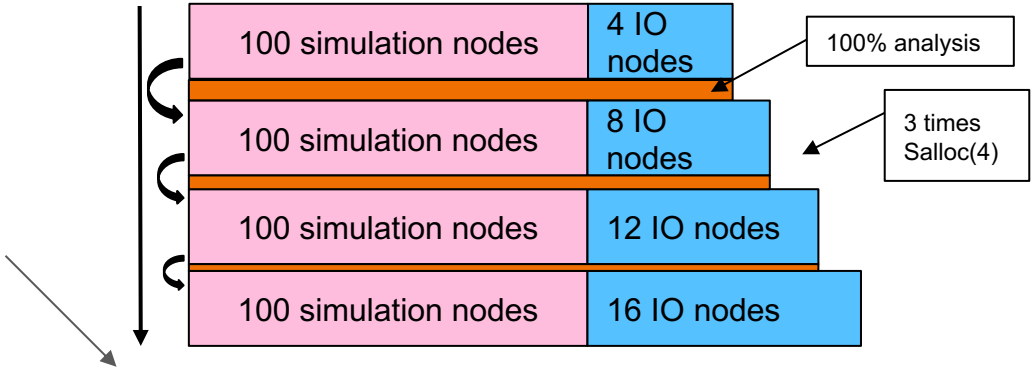 100 simulation nodes
4 IO
nodes
100% analysis
100 simulation nodes
8 IO
nodes
3 times
Salloc(4)
100 simulation nodes
12 IO nodes
100 simulation nodes
16 IO nodes